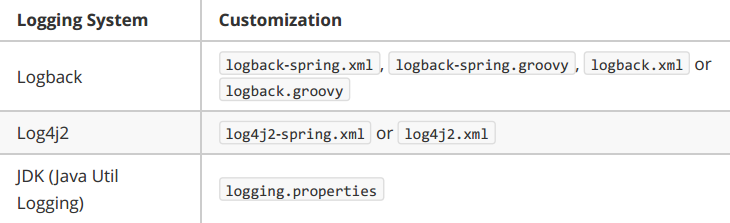 Logging System Customization
Logback logback-spring.xml, logback-spring.groovy, logback.xml or
logback.groovy
Log4j2 log4j2-spring.xml or log4j2.xml
JDK (Java Util
Logging) logging.properties